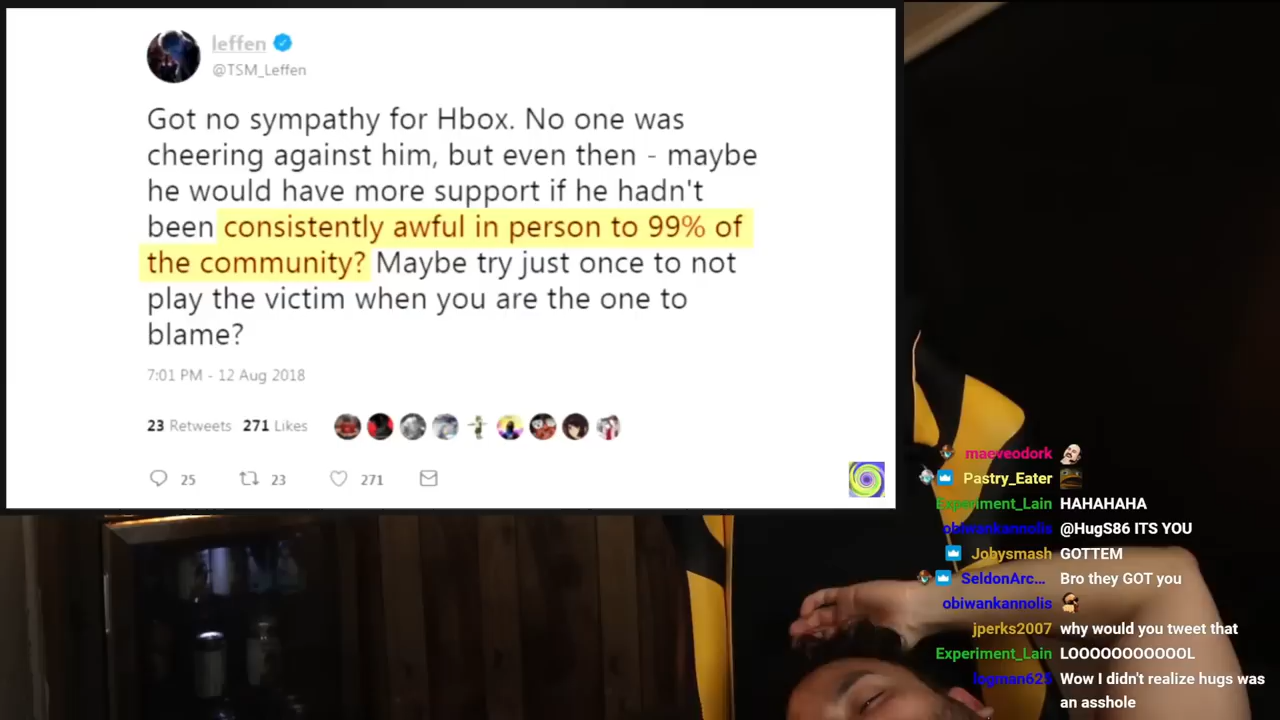 leffen
@TSM_Leffen
Got no sympathy for Hbox. No one was
cheering against him, but even then - maybe
he would have more support if he hadn't
been consistently awful in person to 99% of
the community? Maybe try just once to not
play the victim when you are the one to
blame?
7:01 PM - 12 Aug 2018
23 Retweets 271 Likes
25 23 271
maeveodork
Pastry_Eater
Experiment_Lain HAHAHAHA
obiwankannolis @HugS86 ITS YOU
Jobysmash GOTTEM
SeldonArc... Bro they GOT you
obiwankannolis
jperks2007 why would you tweet that
Experiment_Lain LOOOOOOOOOOL
logman625 Wow I didn't realize hugs was
an asshole